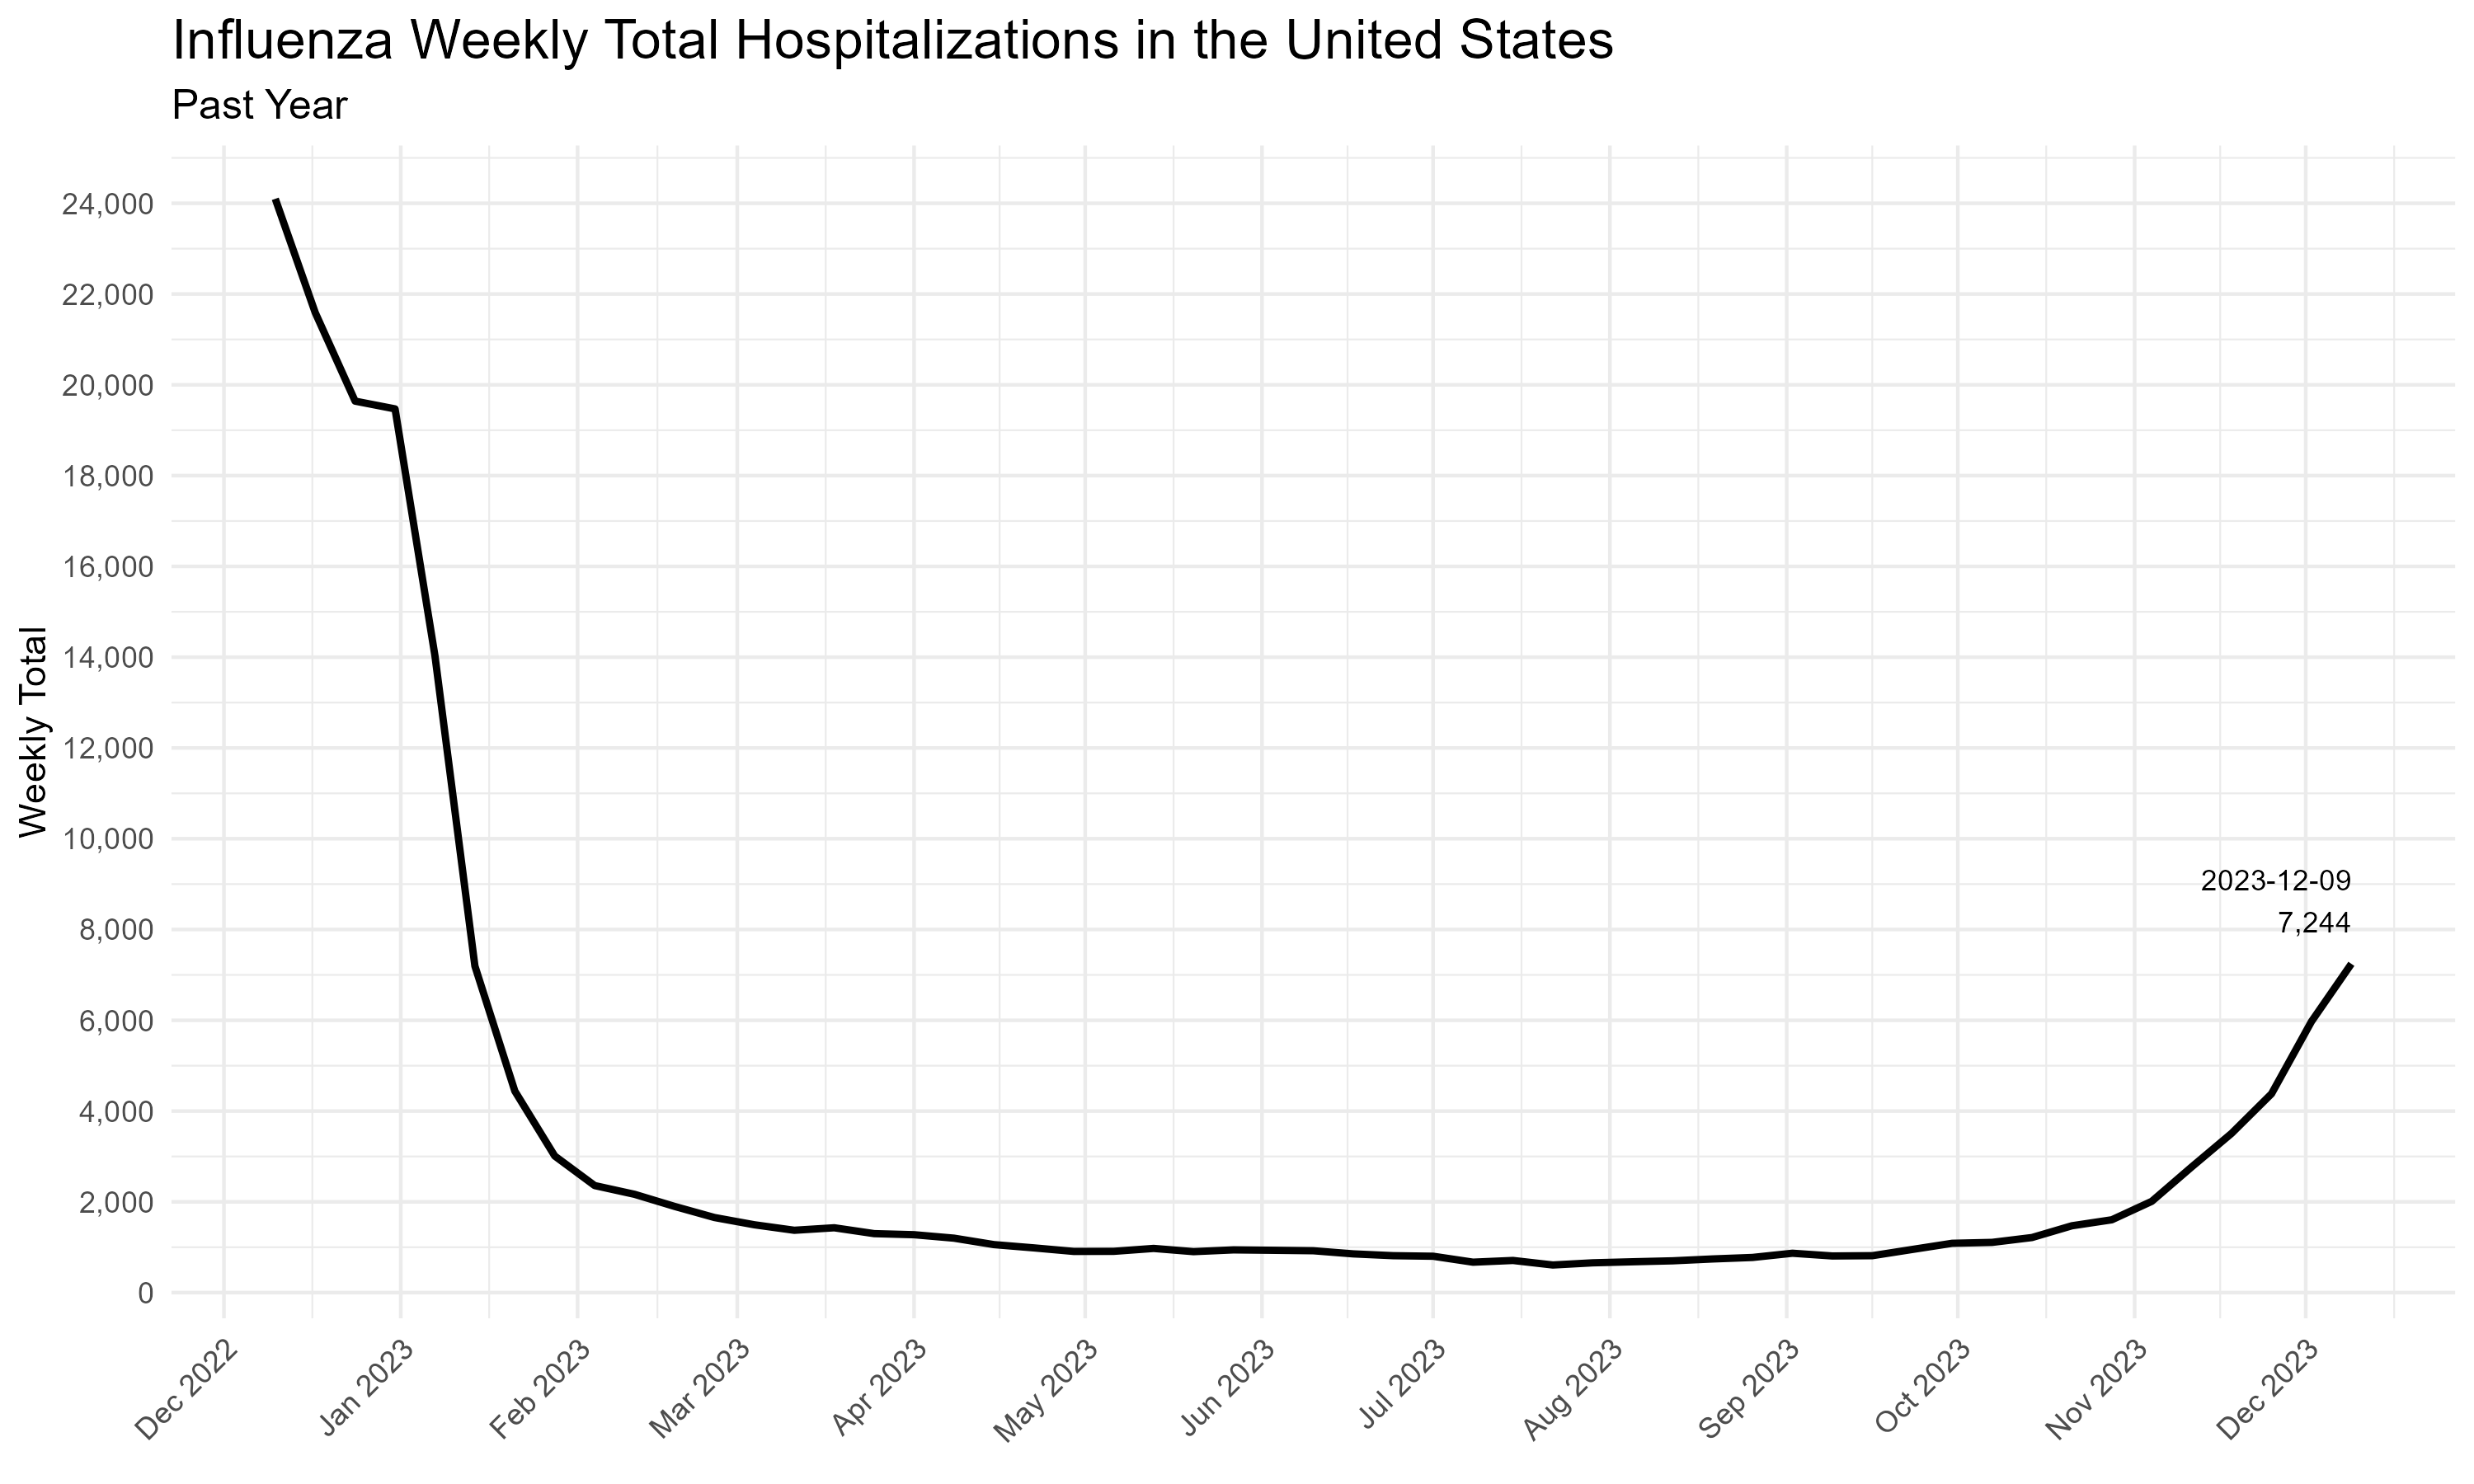 Influenza Weekly Total Hospitalizations in the United States
Past Year
Weekly Total
24,000
22,000
20,000
18,000
16,000
14,000
12,000
10,000
8,000
6,000
4,000
2,000
0
2023-12-09
7,244
Dec 2022
Jan 2023
Feb 2023
Mar 2023
Apr 2023
May 2023
Jun 2023
Jul 2023
Aug 2023
Sep 2023
Oct 2023
Nov 2023
Dec 2023